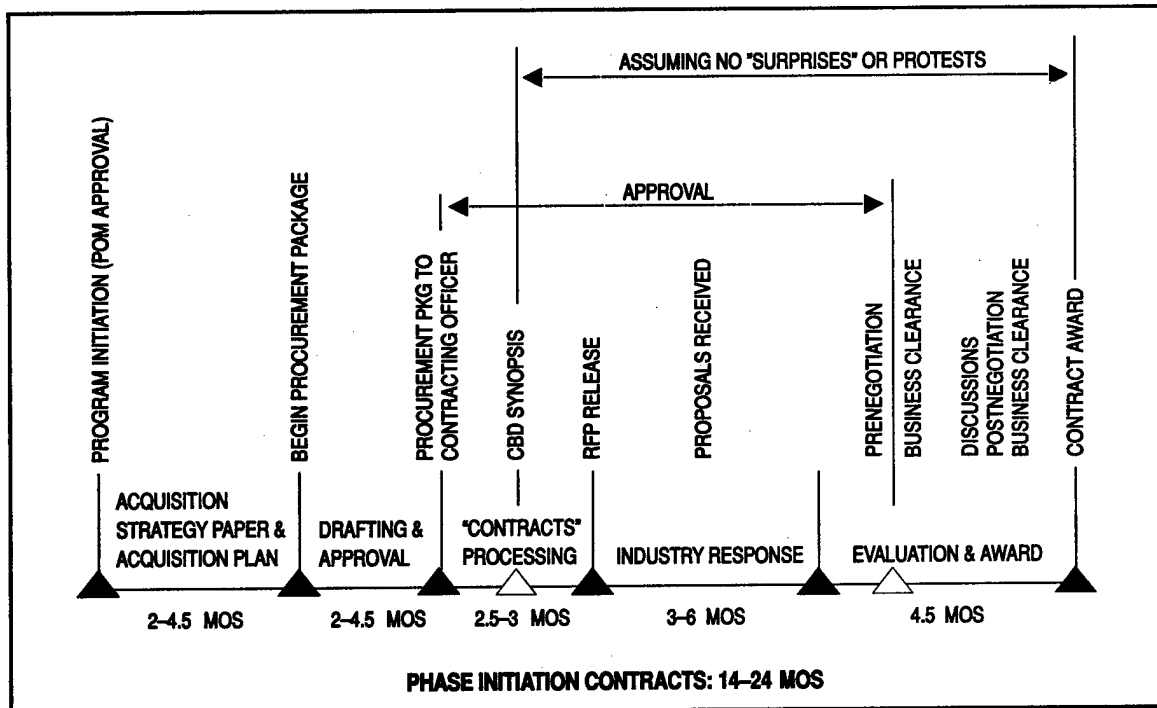 ASSUMING NO "SURPRISES" OR PROTESTS
APPROVAL
PROGRAM INITIATION (POM APPROVAL)
BEGIN PROCUREMENT PACKAGE
PROCUREMENT PKG TO
CONTRACTING OFFICER
CBD SYNOPSIS
RFP RELEASE
PROPOSALS RECEIVED
PRENEGOTIATION
BUSINESS CLEARANCE
DISCUSSIONS
POSTNEGOTIATION
BUSINESS CLEARANCE
CONTRACT AWARD
ACQUISITION
STRATEGY PAPER &
ACQUISITION PLAN
DRAFTING &
APPROVAL
"CONTRACTS"
PROCESSING
INDUSTRY RESPONSE
EVALUATION & AWARD
2–4.5 MOS
2–4.5 MOS
2.5–3 MOS
3–6 MOS
4.5 MOS
PHASE INITIATION CONTRACTS: 14–24 MOS